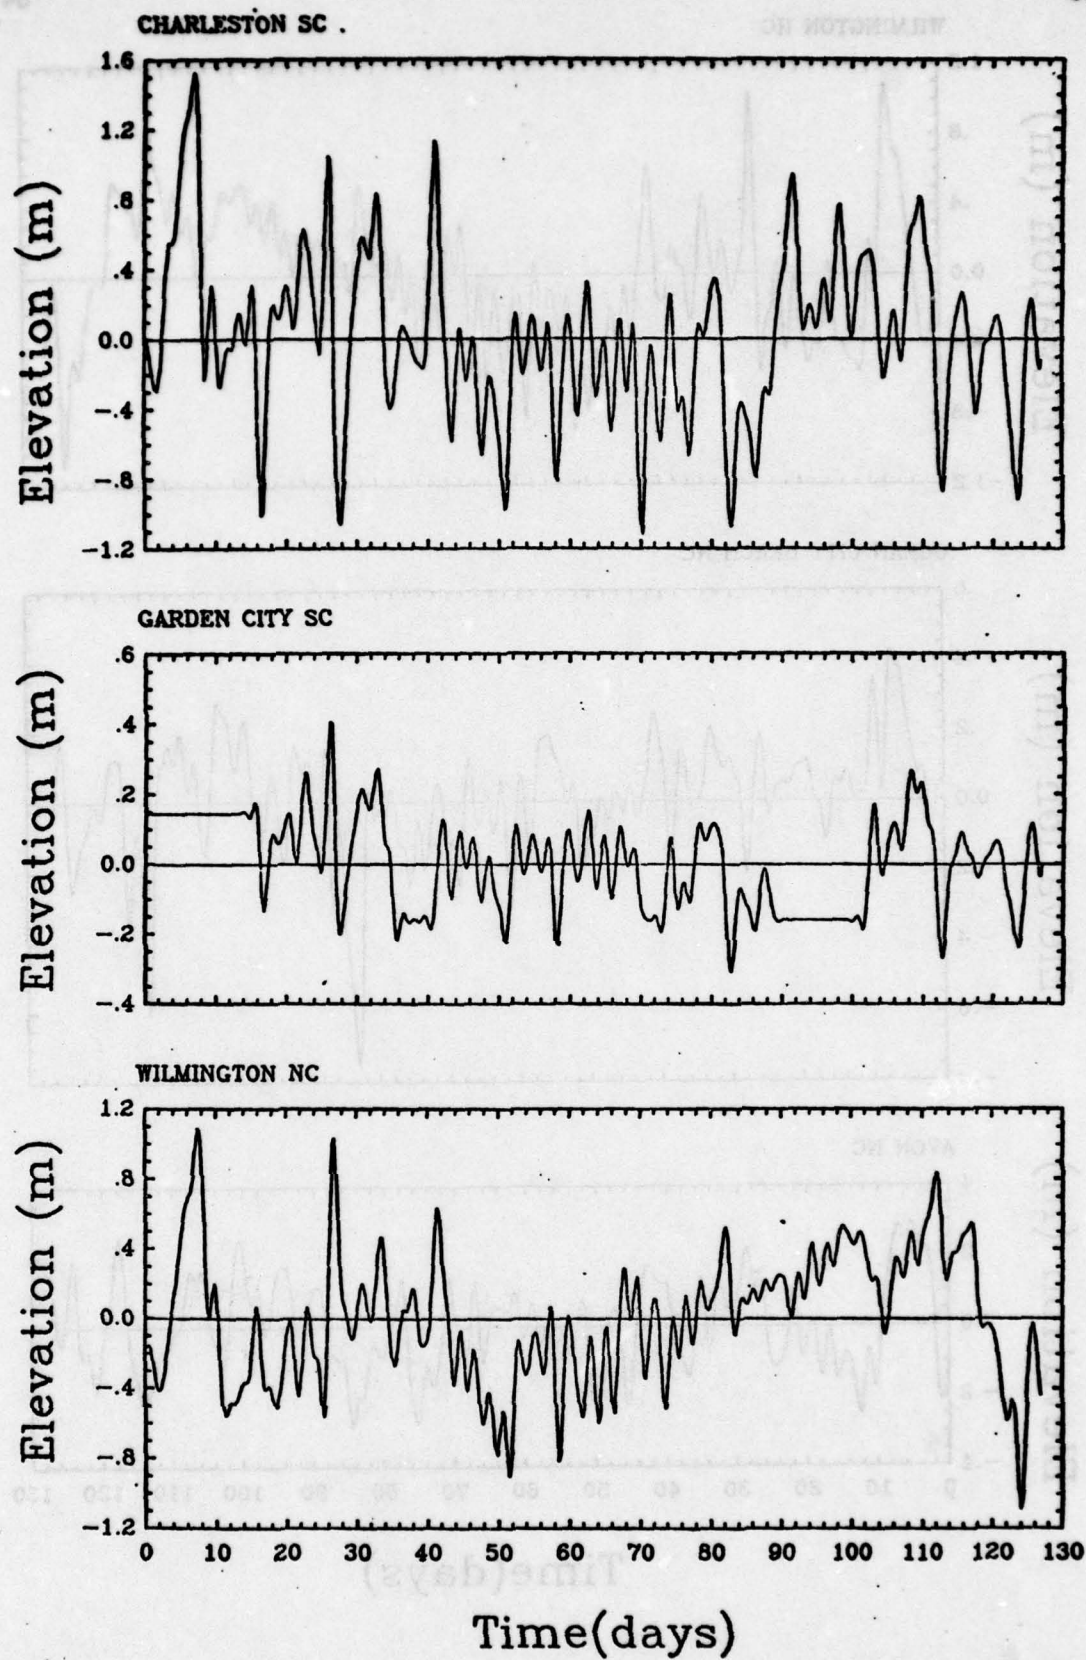 CHARLESTON SC .
1.6
1.2
.8
.4
0.0
-.4
-.8
-1.2
Elevation (m)
GARDEN CITY SC
.6
.4
.2
0.0
-.2
-.4
Elevation (m)
WILMINGTON NC
1.2
.8
.4
0.0
-.4
-.8
-1.2
Elevation (m)
0 10 20 30 40 50 60 70 80 90 100 110 120 130
Time(days)